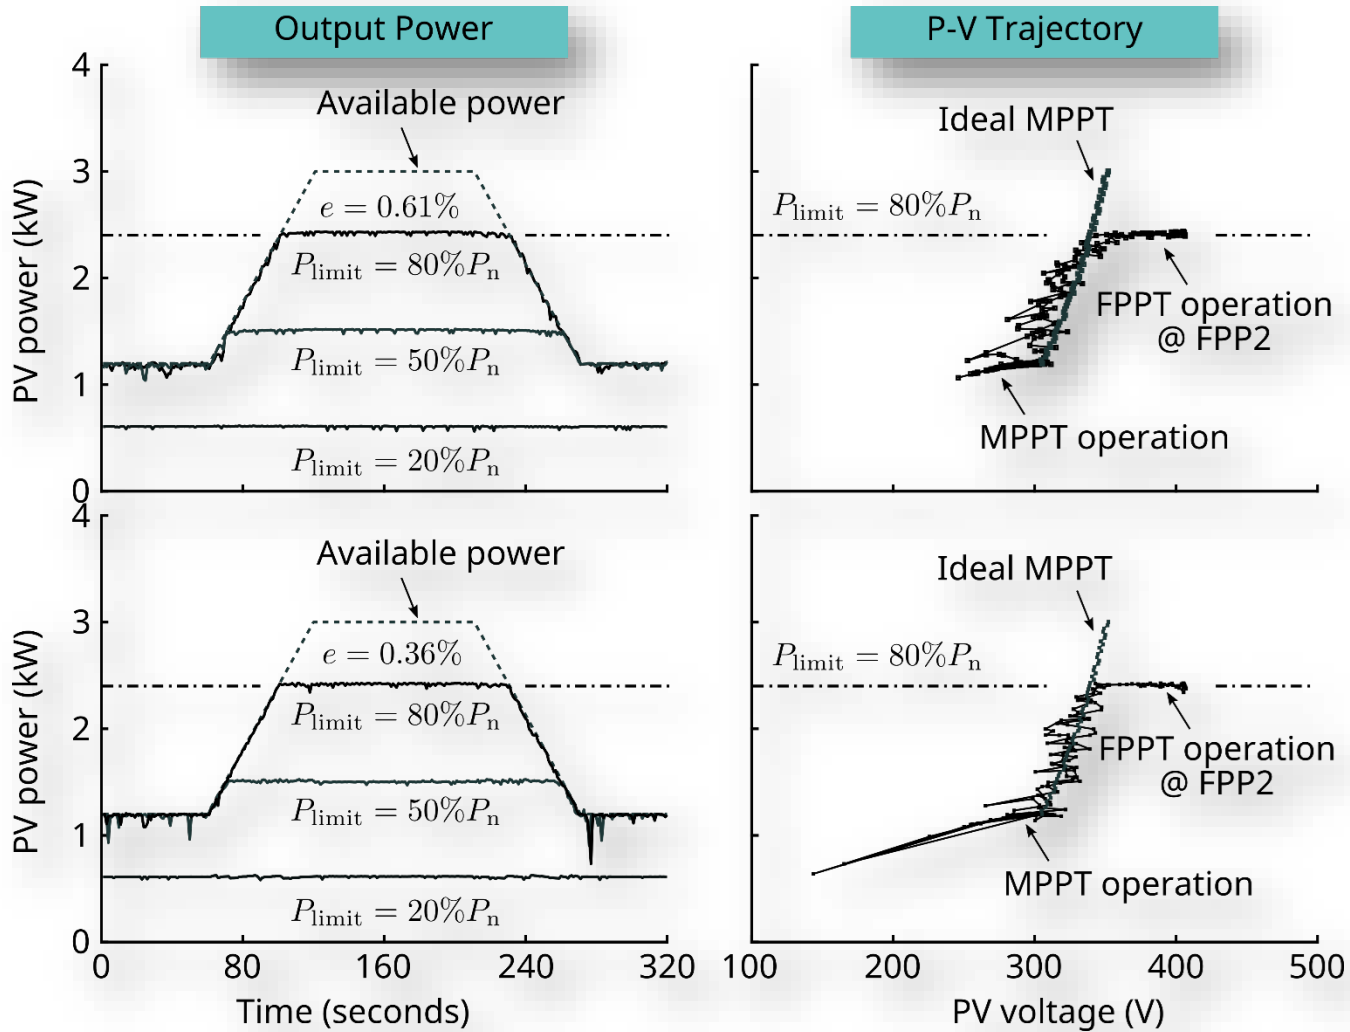 Output Power
P-V Trajectory
4
3
2
1
0
PV power (kW)
Available power
e = 0.61%
P_limit = 80%P_n
P_limit = 50%P_n
P_limit = 20%P_n
Ideal MPPT
P_limit = 80%P_n
FPPT operation
@ FPP2
MPPT operation
4
3
2
1
0
PV power (kW)
Available power
e = 0.36%
P_limit = 80%P_n
P_limit = 50%P_n
P_limit = 20%P_n
0 80 160 240 320
Time (seconds)
Ideal MPPT
P_limit = 80%P_n
FPPT operation
@ FPP2
MPPT operation
100 200 300 400 500
PV voltage (V)